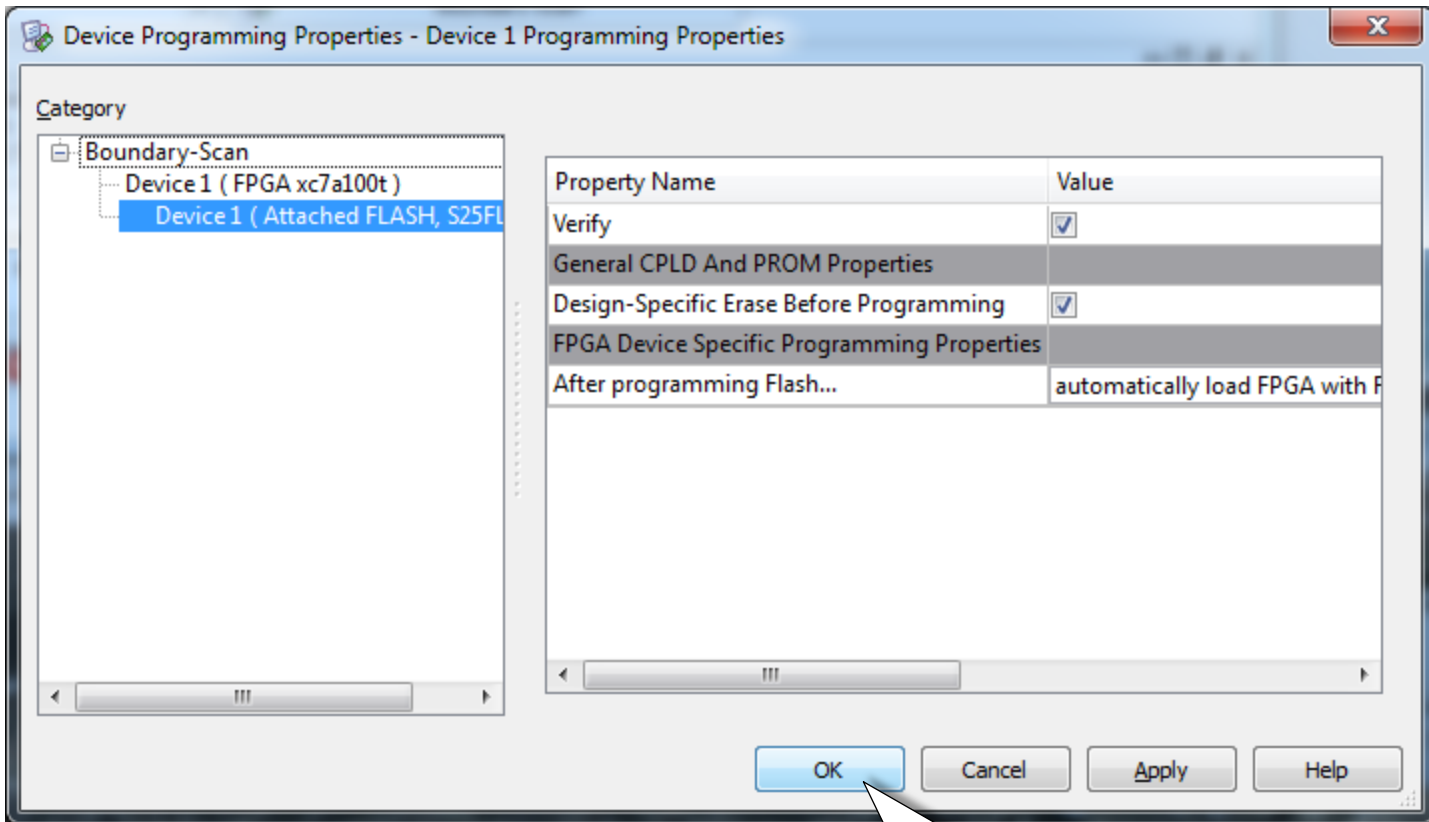 Device Programming Properties - Device 1 Programming Properties
Category
Boundary-Scan
Device 1 ( FPGA xc7a100t )
Device 1 ( Attached FLASH, S25FL
Property Name Value
Verify
General CPLD And PROM Properties
Design-Specific Erase Before Programming
FPGA Device Specific Programming Properties
After programming Flash... automatically load FPGA with F
OK Cancel Apply Help